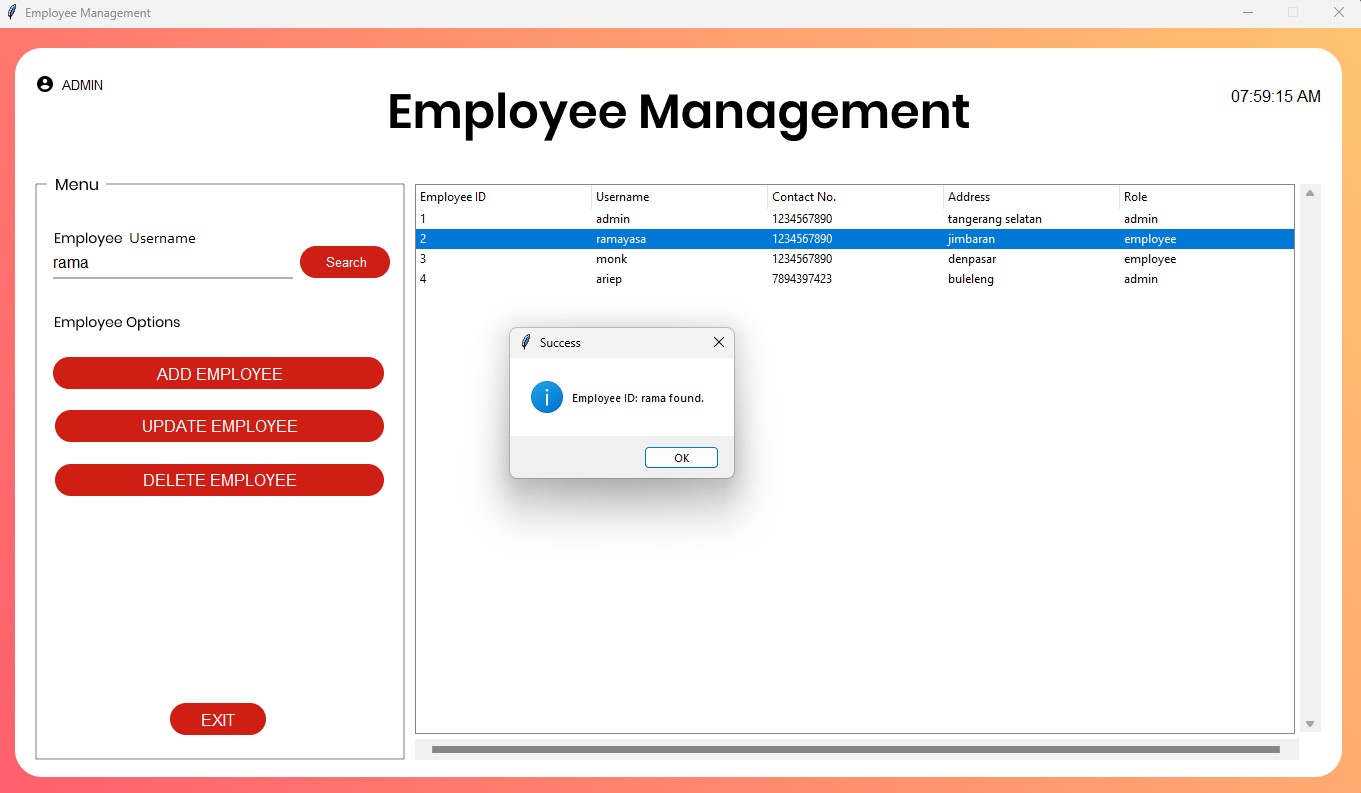 Employee Management
ADMIN
Employee Management
07:59:15 AM
Menu
Employee Username
rama
Search
Employee Options
ADD EMPLOYEE
UPDATE EMPLOYEE
DELETE EMPLOYEE
EXIT
Employee ID Username Contact No. Address Role
1 admin 1234567890 tangerang selatan admin
2 ramayasa 1234567890 jimbaran employee
3 monk 1234567890 denpasar employee
4 ariep 7894397423 buleleng admin
Success
Employee ID: rama found.
OK